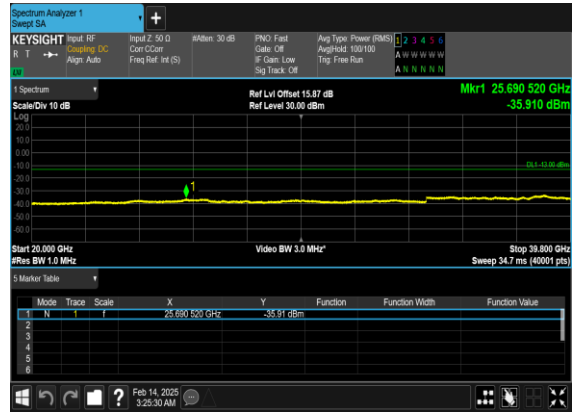 Spectrum Analyzer 1
Swept SA
KEYSIGHT Input: RF Input Z: 50 Ω #Atten: 30 dB PNO: Fast Avg Type: Power (RMS) 1 2 3 4 5 6
R T Coupling: DC Corr CCorr Gate: Off Avg|Hold: 100/100 A W W W W W
Align: Auto Freq Ref: Int (S) IF Gain: Low Trig: Free Run
Sig Track: Off A N N N N N
1 Spectrum Ref Lvl Offset 15.87 dB Mkr1 25.690 520 GHz
Scale/Div 10 dB Ref Level 30.00 dBm -35.910 dBm
Log
20.0
10.0
0.00
-10.0
DL1 -13.00 dBm
-20.0
1
-30.0
-40.0
-50.0
-60.0
Start 20.000 GHz Video BW 3.0 MHz* Stop 39.800 GHz
#Res BW 1.0 MHz Sweep 34.7 ms (40001 pts)
5 Marker Table
Mode Trace Scale X Y Function Function Width Function Value
1 N 1 f 25.690 520 GHz -35.91 dBm
2
3
4
5
6
? Feb 14, 2025
3:25:30 AM